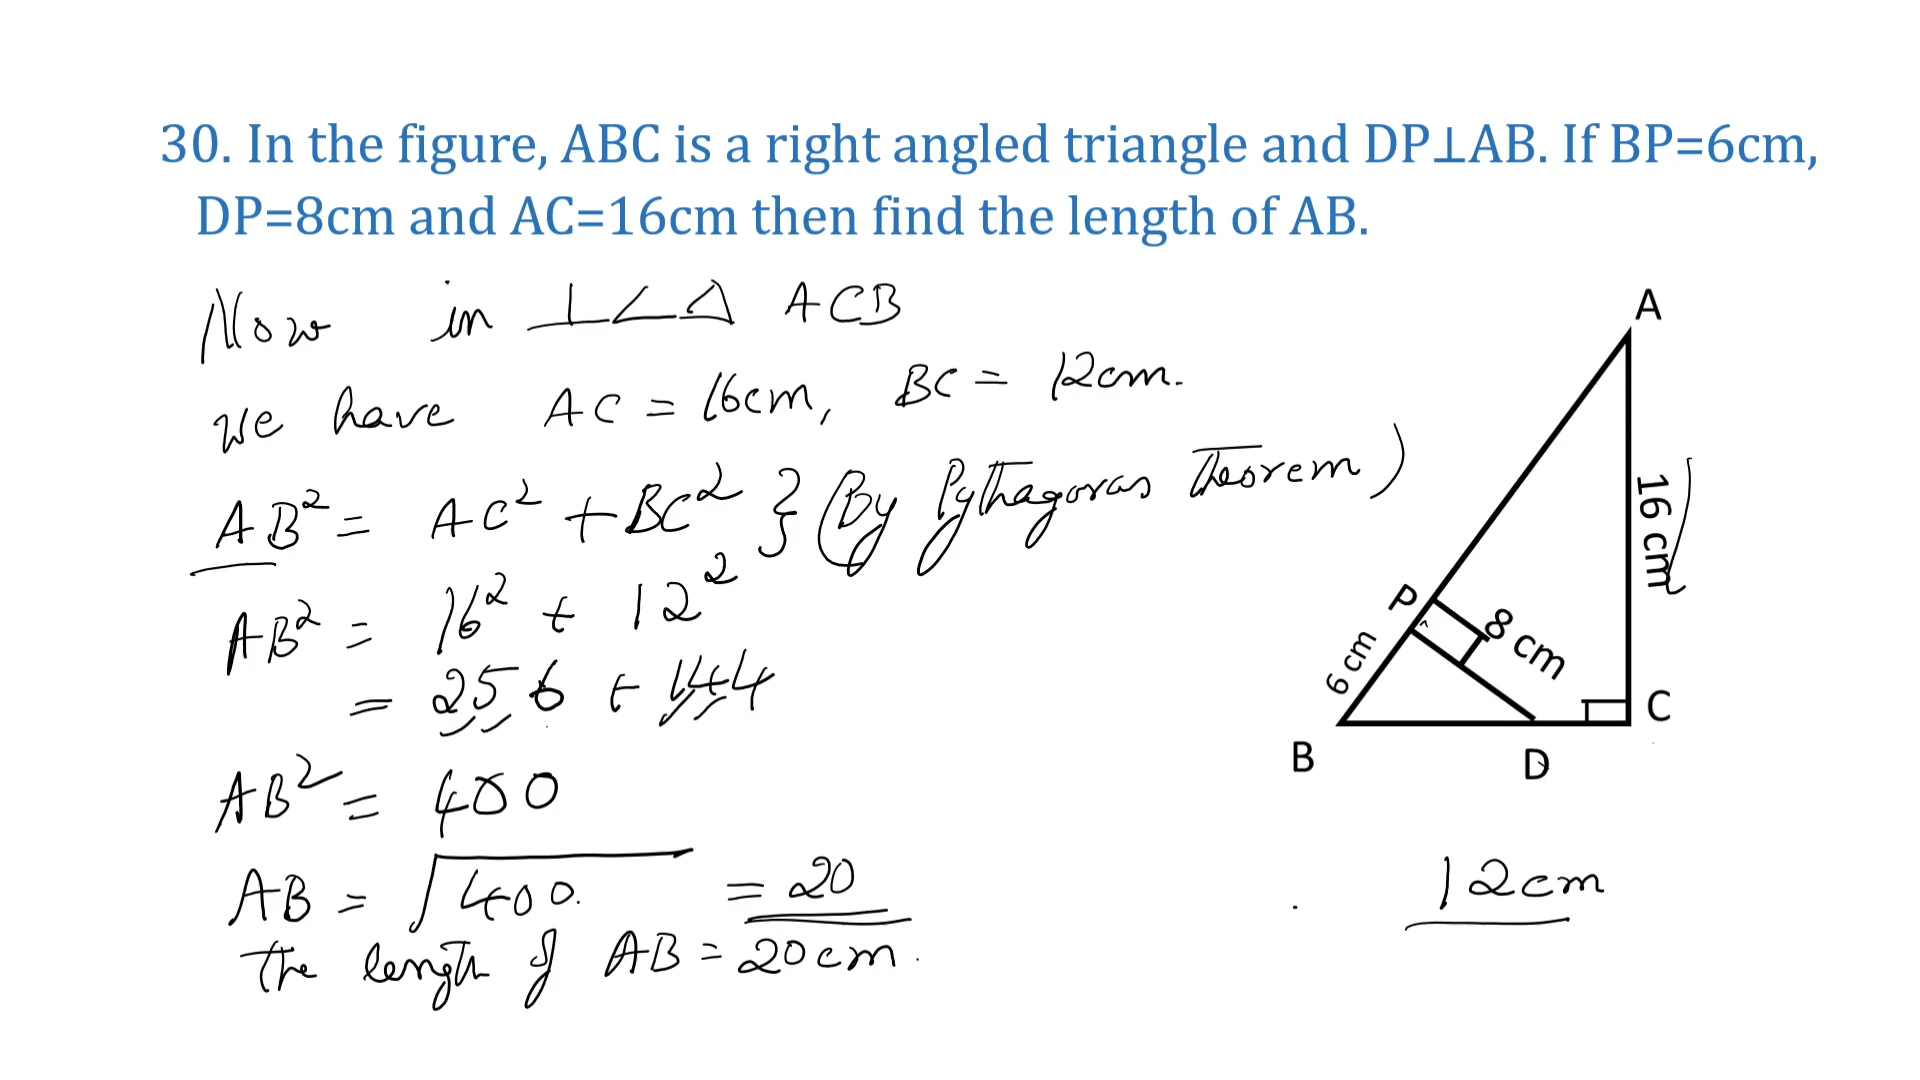 30. In the figure, ABC is a right angled triangle and DP⊥AB. If BP=6cm,
DP=8cm and AC=16cm then find the length of AB.
Now in ⊥∠△ ACB
we have AC = 16cm, BC = 12cm.
AB² = AC² + BC² } (By Pythagoras Theorem)
AB² = 16² + 12²
= 256 + 144
AB² = 400
AB = √400. = 20
the length of AB = 20cm.
A
16 cm
P
8 cm
6 cm
C
B
D
12cm